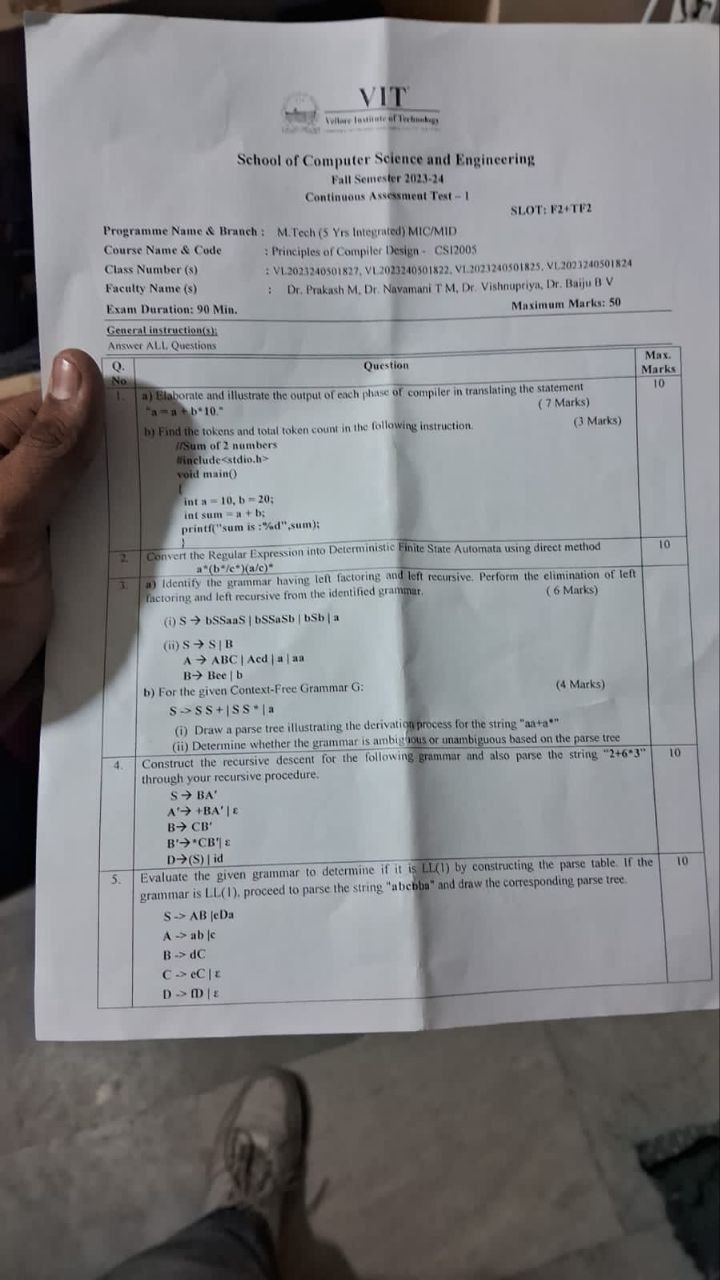 VIT
Vellore Institute of Technology
School of Computer Science and Engineering
Fall Semester 2023-24
Continuous Assessment Test – I
SLOT: F2+TF2
Programme Name & Branch : M.Tech (5 Yrs Integrated) MIC/MID
Course Name & Code : Principles of Compiler Design - CSI2005
Class Number (s) : VL2023240501827, VL2023240501822, VL2023240501825, VL2023240501824
Faculty Name (s) : Dr. Prakash M, Dr. Navamani T M, Dr. Vishnupriya, Dr. Baiju B V
Exam Duration: 90 Min. Maximum Marks: 50
General instruction(s):
Answer ALL Questions
Q. No Question Max. Marks
1. a) Elaborate and illustrate the output of each phase of compiler in translating the statement 10
"a = a + b*10." ( 7 Marks)
b) Find the tokens and total token count in the following instruction. (3 Marks)
//Sum of 2 numbers
#include<stdio.h>
void main()
{
int a = 10, b = 20;
int sum = a + b;
printf("sum is :%d",sum);
}
2. Convert the Regular Expression into Deterministic Finite State Automata using direct method 10
a*(b*/c*)(a/c)*
3. a) Identify the grammar having left factoring and left recursive. Perform the elimination of left
factoring and left recursive from the identified grammar. ( 6 Marks)
(i) S → bSSaaS | bSSaSb | bSb | a
(ii) S → S | B
A → ABC | Acd | a | aa
B→ Bee | b
b) For the given Context-Free Grammar G: (4 Marks)
S -> S S + | S S * | a
(i) Draw a parse tree illustrating the derivation process for the string "aa+a*"
(ii) Determine whether the grammar is ambiguous or unambiguous based on the parse tree
4. Construct the recursive descent for the following grammar and also parse the string "2+6*3" 10
through your recursive procedure.
S → BA'
A'→ +BA' | ε
B→ CB'
B'→*CB'| ε
D→(S) | id
5. Evaluate the given grammar to determine if it is LL(1) by constructing the parse table. If the 10
grammar is LL(1), proceed to parse the string "abcbba" and draw the corresponding parse tree.
S -> AB |eDa
A -> ab |c
B -> dC
C -> eC | ε
D -> fD | ε